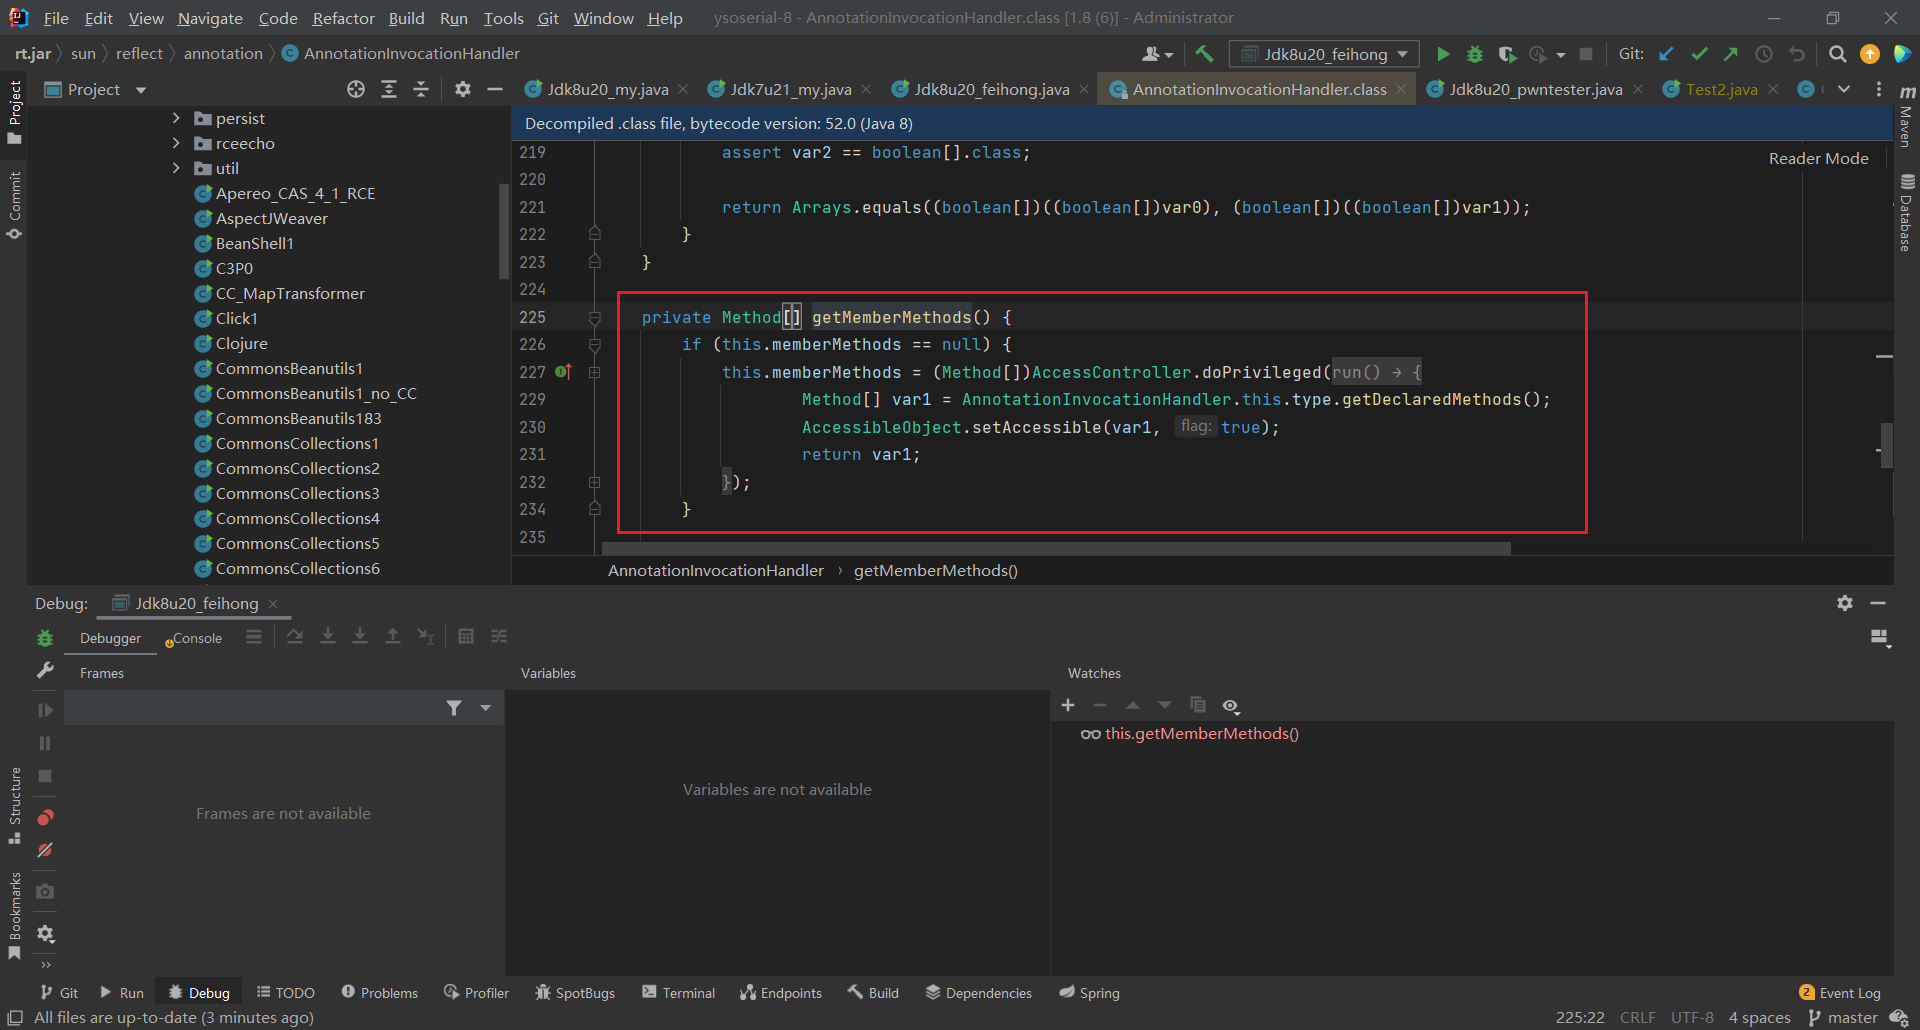 File Edit View Navigate Code Refactor Build Run Tools Git Window Help ysoserial-8 - AnnotationInvocationHandler.class [1.8 (6)] - Administrator
rt.jar sun reflect annotation AnnotationInvocationHandler Jdk8u20_feihong Git:
Project Jdk8u20_my.java Jdk7u21_my.java Jdk8u20_feihong.java AnnotationInvocationHandler.class Jdk8u20_pwntester.java Test2.java
Project
Commit
Structure
Bookmarks
Maven
Database
persist
rceecho
util
Apereo_CAS_4_1_RCE
AspectJWeaver
BeanShell1
C3P0
CC_MapTransformer
Click1
Clojure
CommonsBeanutils1
CommonsBeanutils1_no_CC
CommonsBeanutils183
CommonsCollections1
CommonsCollections2
CommonsCollections3
CommonsCollections4
CommonsCollections5
CommonsCollections6
Decompiled .class file, bytecode version: 52.0 (Java 8)
Reader Mode
219 assert var2 == boolean[].class;
220
221 return Arrays.equals((boolean[])((boolean[])var0), (boolean[])((boolean[])var1));
222 }
223 }
224
225 private Method[] getMemberMethods() {
226 if (this.memberMethods == null) {
227 this.memberMethods = (Method[])AccessController.doPrivileged(run() → {
229 Method[] var1 = AnnotationInvocationHandler.this.type.getDeclaredMethods();
230 AccessibleObject.setAccessible(var1, flag: true);
231 return var1;
232 });
234 }
235
AnnotationInvocationHandler › getMemberMethods()
Debug: Jdk8u20_feihong
Debugger Console
Frames Variables Watches
this.getMemberMethods()
Frames are not available
Variables are not available
Git Run Debug TODO Problems Profiler SpotBugs Terminal Endpoints Build Dependencies Spring 2 Event Log
All files are up-to-date (3 minutes ago) 225:22 CRLF UTF-8 4 spaces master